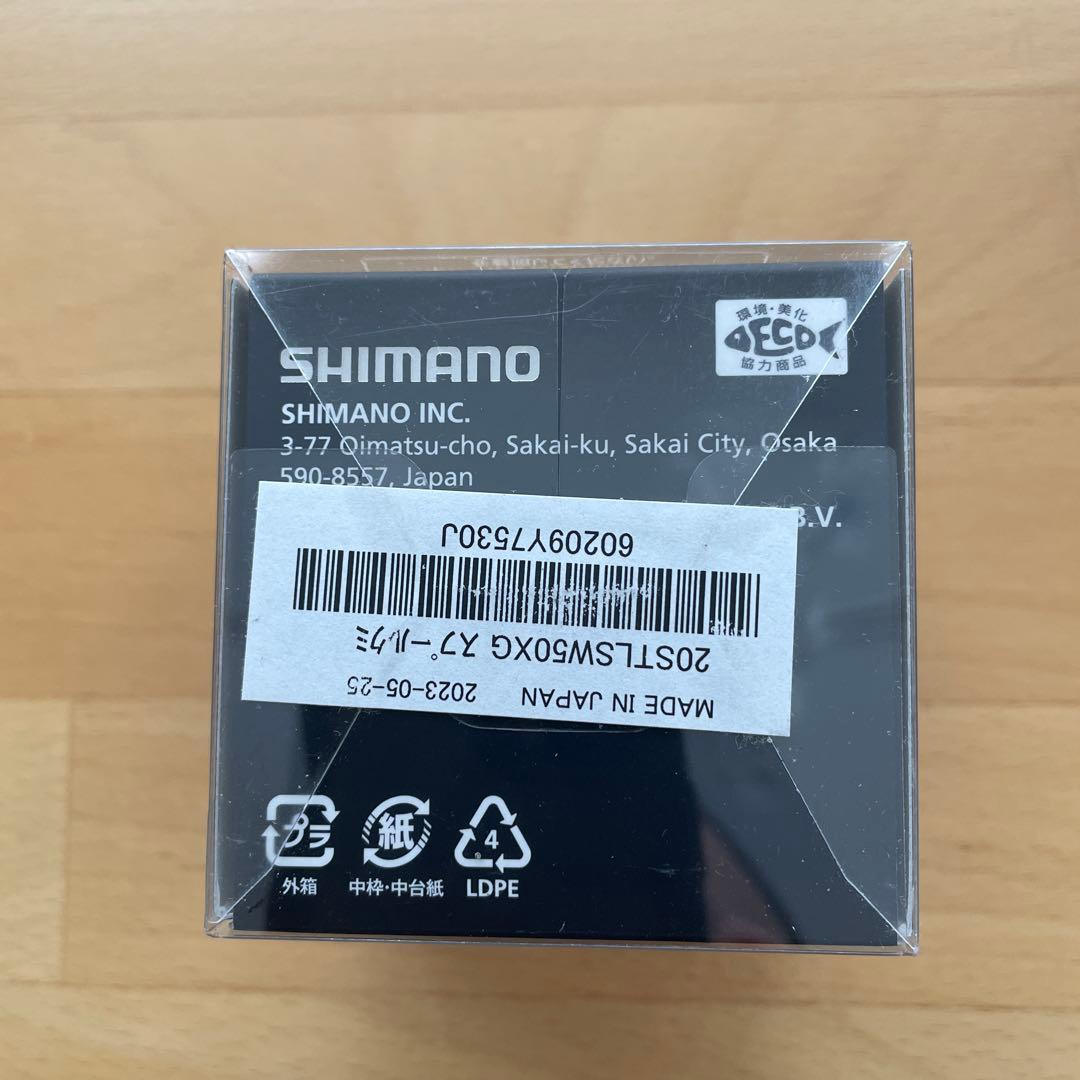 環境・美化
DECO
協力商品
SHIMANO
SHIMANO INC.
3-77 Oimatsu-cho, Sakai-ku, Sakai City, Osaka
590-8557, Japan
B.V.
60209Y7530J
20STLSW50XG スプールクミ
MADE IN JAPAN 2023-05-25
プラ
外箱
紙
中枠・中台紙
4
LDPE